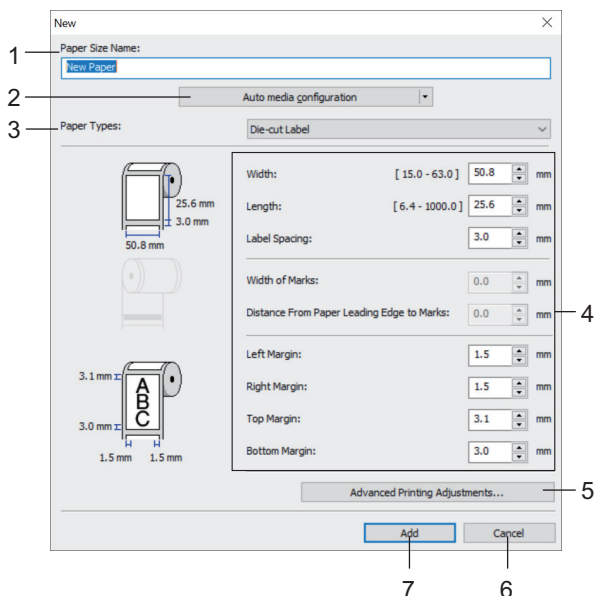 New
1
Paper Size Name:
New Paper
2
Auto media configuration
3
Paper Types:
Die-cut Label
25.6 mm
3.0 mm
50.8 mm
Width: [ 15.0 - 63.0 ] 50.8 mm
Length: [ 6.4 - 1000.0 ] 25.6 mm
Label Spacing: 3.0 mm
Width of Marks: 0.0 mm
Distance From Paper Leading Edge to Marks: 0.0 mm
4
3.1 mm
A
B
C
3.0 mm
1.5 mm 1.5 mm
Left Margin: 1.5 mm
Right Margin: 1.5 mm
Top Margin: 3.1 mm
Bottom Margin: 3.0 mm
Advanced Printing Adjustments...
5
Add Cancel
7 6